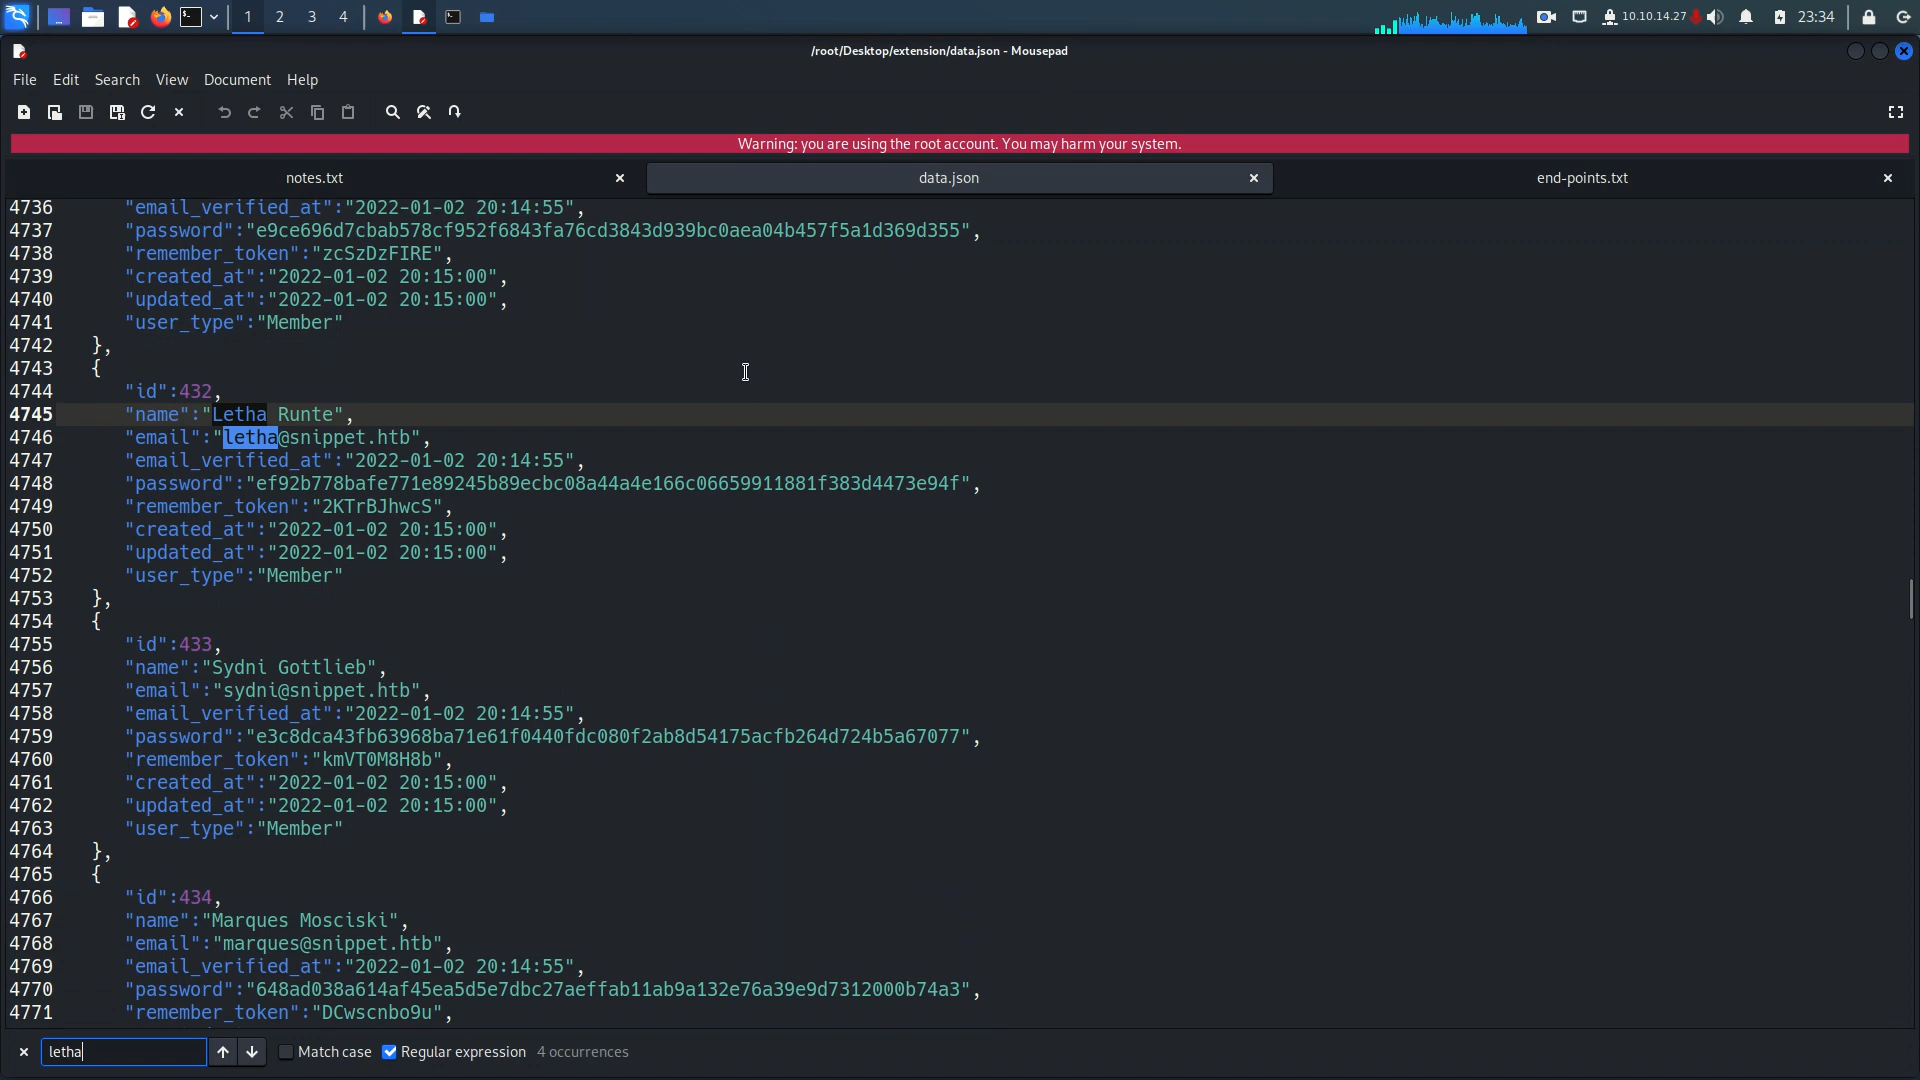 1 2 3 4 10.10.14.27 23:34
/root/Desktop/extension/data.json - Mousepad
File Edit Search View Document Help
Warning: you are using the root account. You may harm your system.
notes.txt data.json end-points.txt
4736 "email_verified_at":"2022-01-02 20:14:55",
4737 "password":"e9ce696d7cbab578cf952f6843fa76cd3843d939bc0aea04b457f5a1d369d355",
4738 "remember_token":"zcSzDzFIRE",
4739 "created_at":"2022-01-02 20:15:00",
4740 "updated_at":"2022-01-02 20:15:00",
4741 "user_type":"Member"
4742 },
4743 {
4744 "id":432,
4745 "name":"Letha Runte",
4746 "email":"letha@snippet.htb",
4747 "email_verified_at":"2022-01-02 20:14:55",
4748 "password":"ef92b778bafe771e89245b89ecbc08a44a4e166c06659911881f383d4473e94f",
4749 "remember_token":"2KTrBJhwcS",
4750 "created_at":"2022-01-02 20:15:00",
4751 "updated_at":"2022-01-02 20:15:00",
4752 "user_type":"Member"
4753 },
4754 {
4755 "id":433,
4756 "name":"Sydni Gottlieb",
4757 "email":"sydni@snippet.htb",
4758 "email_verified_at":"2022-01-02 20:14:55",
4759 "password":"e3c8dca43fb63968ba71e61f0440fdc080f2ab8d54175acfb264d724b5a67077",
4760 "remember_token":"kmVT0M8H8b",
4761 "created_at":"2022-01-02 20:15:00",
4762 "updated_at":"2022-01-02 20:15:00",
4763 "user_type":"Member"
4764 },
4765 {
4766 "id":434,
4767 "name":"Marques Mosciski",
4768 "email":"marques@snippet.htb",
4769 "email_verified_at":"2022-01-02 20:14:55",
4770 "password":"648ad038a614af45ea5d5e7dbc27aeffab11ab9a132e76a39e9d7312000b74a3",
4771 "remember_token":"DCwscnbo9u",
letha Match case Regular expression 4 occurrences